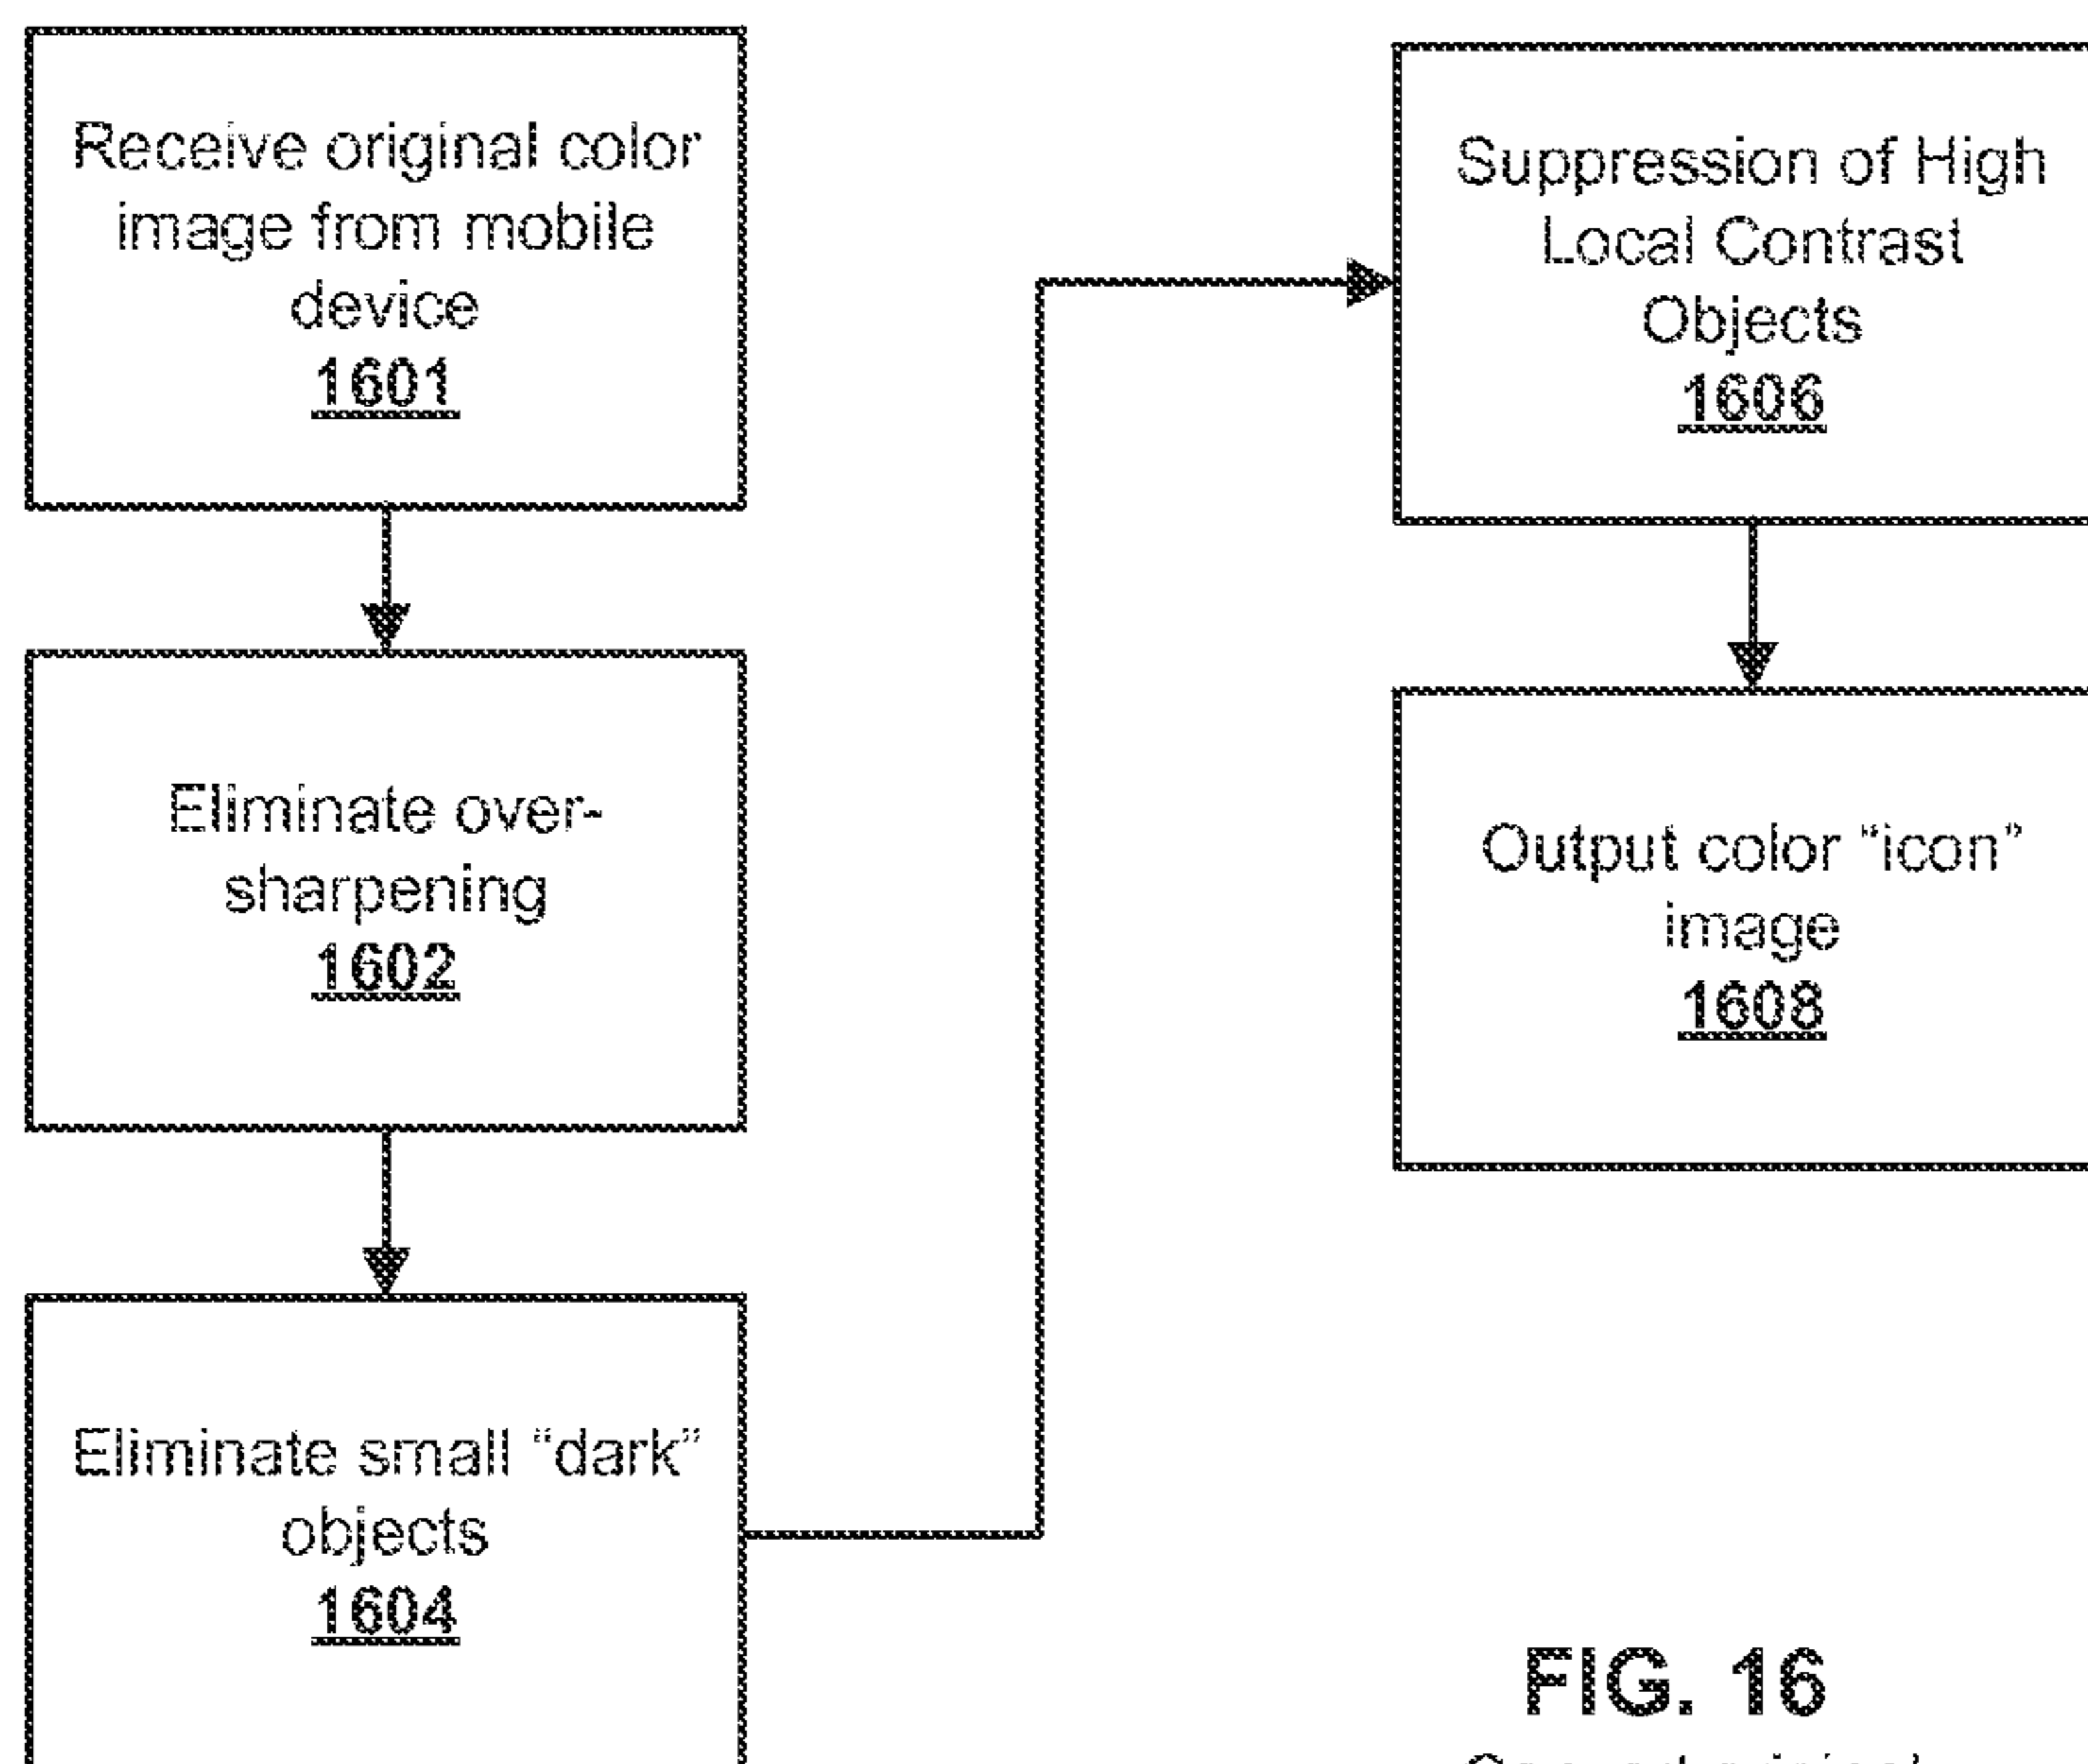 Receive original color
image from mobile
device
1601
Eliminate over-
sharpening
1602
Eliminate small “dark”
objects
1604
Suppression of High
Local Contrast
Objects
1606
Output color “icon”
image
1608
FIG. 16